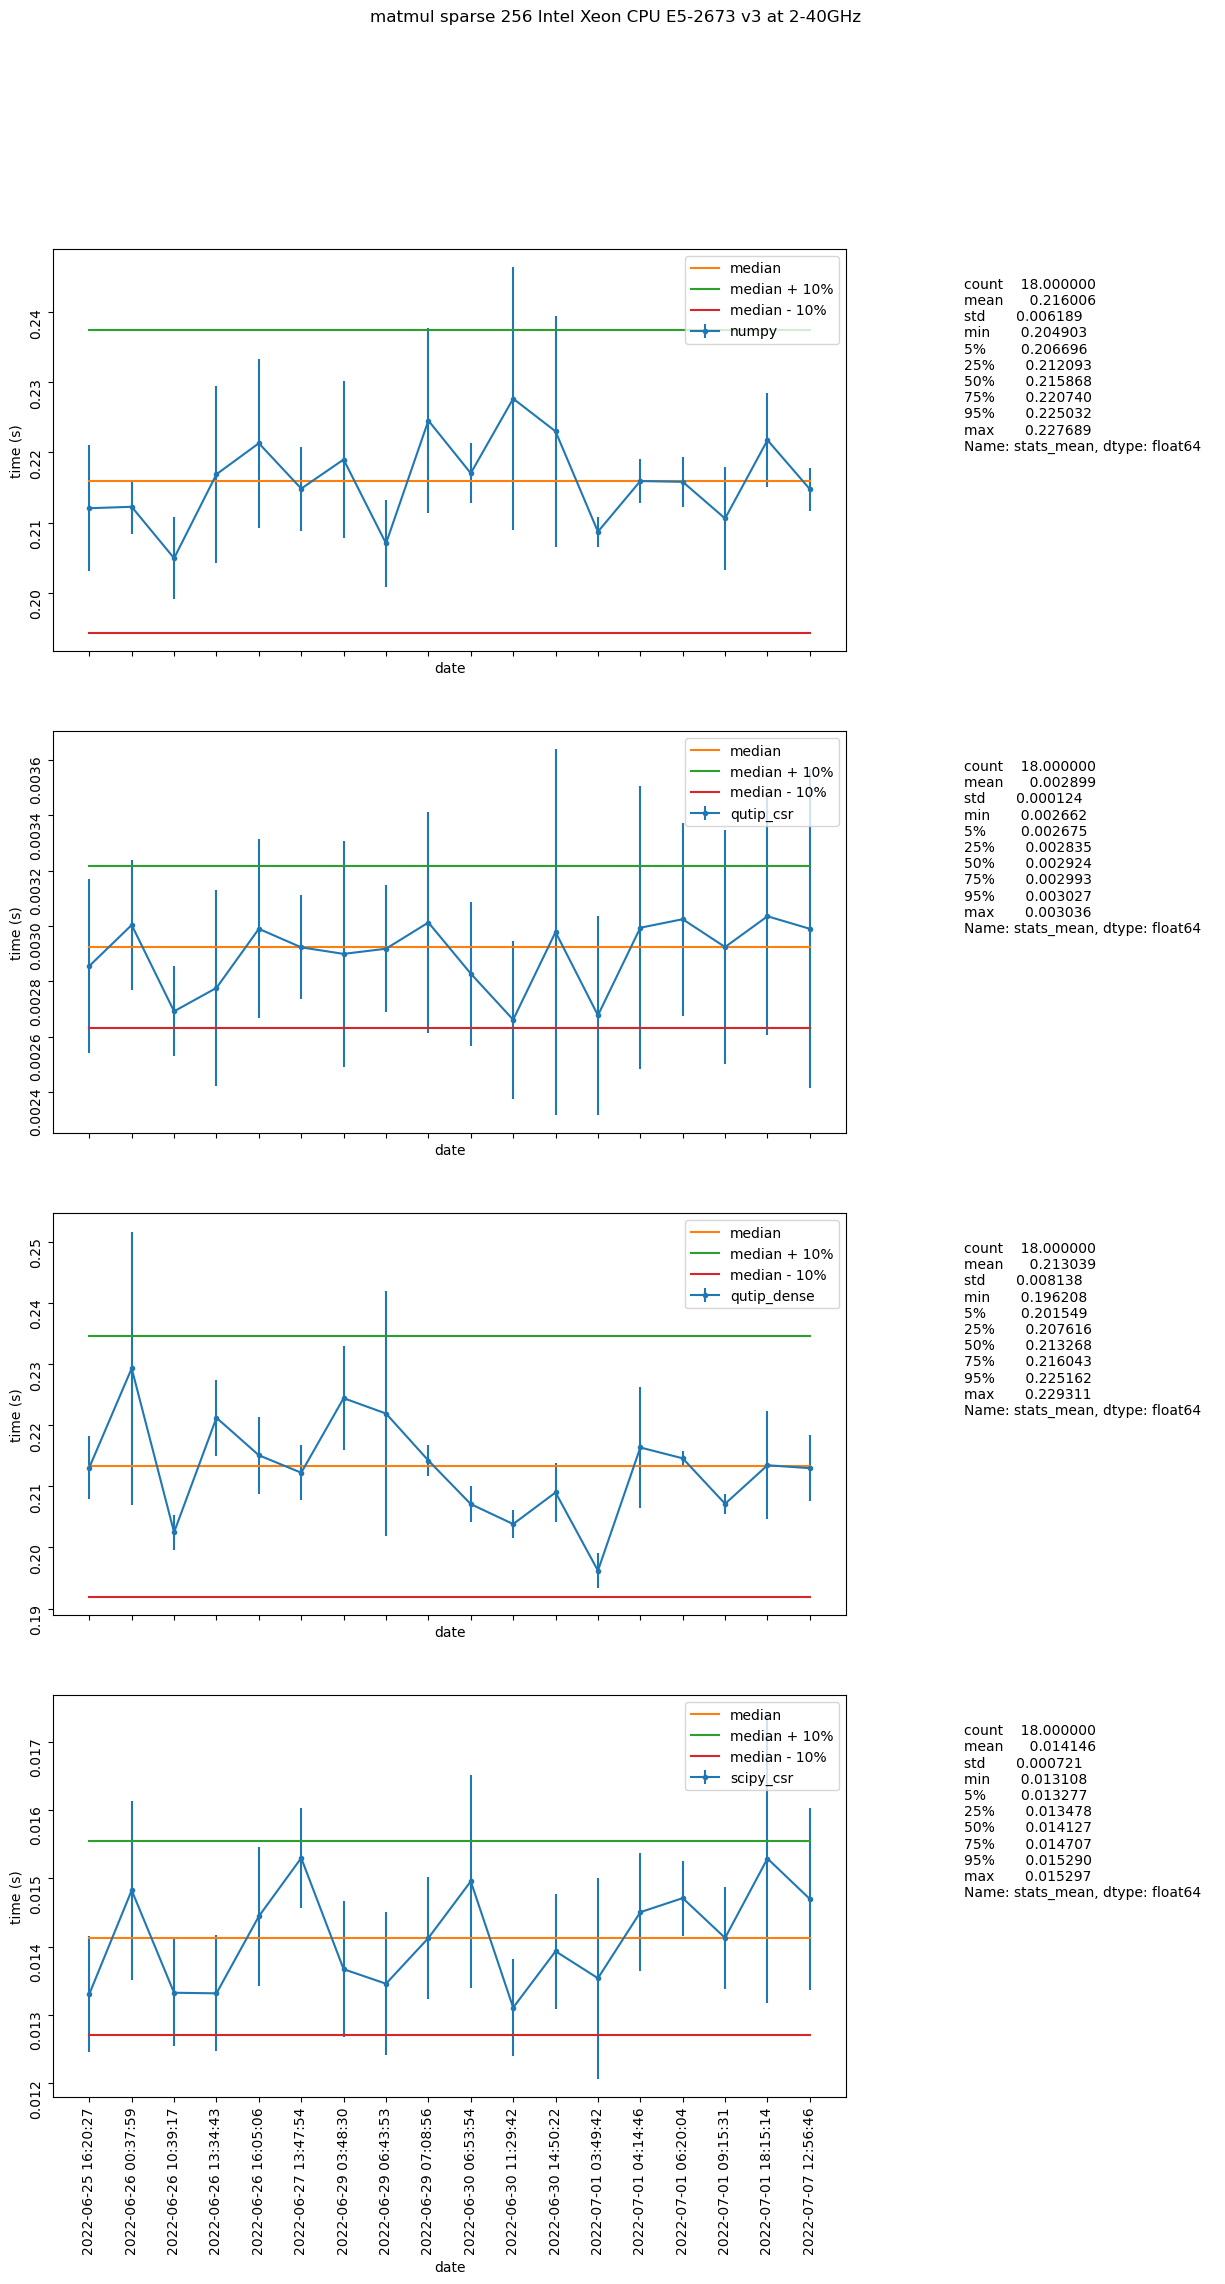 matmul sparse 256 Intel Xeon CPU E5-2673 v3 at 2-40GHz
median
median + 10%
median - 10%
numpy
0.24
0.23
0.22
0.21
0.20
time (s)
date
count 18.000000
mean 0.216006
std 0.006189
min 0.204903
5% 0.206696
25% 0.212093
50% 0.215868
75% 0.220740
95% 0.225032
max 0.227689
Name: stats_mean, dtype: float64
median
median + 10%
median - 10%
qutip_csr
0.0036
0.0034
0.0032
0.0030
0.0028
0.0026
0.0024
time (s)
date
count 18.000000
mean 0.002899
std 0.000124
min 0.002662
5% 0.002675
25% 0.002835
50% 0.002924
75% 0.002993
95% 0.003027
max 0.003036
Name: stats_mean, dtype: float64
median
median + 10%
median - 10%
qutip_dense
0.25
0.24
0.23
0.22
0.21
0.20
0.19
time (s)
date
count 18.000000
mean 0.213039
std 0.008138
min 0.196208
5% 0.201549
25% 0.207616
50% 0.213268
75% 0.216043
95% 0.225162
max 0.229311
Name: stats_mean, dtype: float64
median
median + 10%
median - 10%
scipy_csr
0.017
0.016
0.015
0.014
0.013
0.012
time (s)
2022-06-25 16:20:27
2022-06-26 00:37:59
2022-06-26 10:39:17
2022-06-26 13:34:43
2022-06-26 16:05:06
2022-06-27 13:47:54
2022-06-29 03:48:30
2022-06-29 06:43:53
2022-06-29 07:08:56
2022-06-30 06:53:54
2022-06-30 11:29:42
2022-06-30 14:50:22
2022-07-01 03:49:42
2022-07-01 04:14:46
2022-07-01 06:20:04
2022-07-01 09:15:31
2022-07-01 18:15:14
2022-07-07 12:56:46
date
count 18.000000
mean 0.014146
std 0.000721
min 0.013108
5% 0.013277
25% 0.013478
50% 0.014127
75% 0.014707
95% 0.015290
max 0.015297
Name: stats_mean, dtype: float64